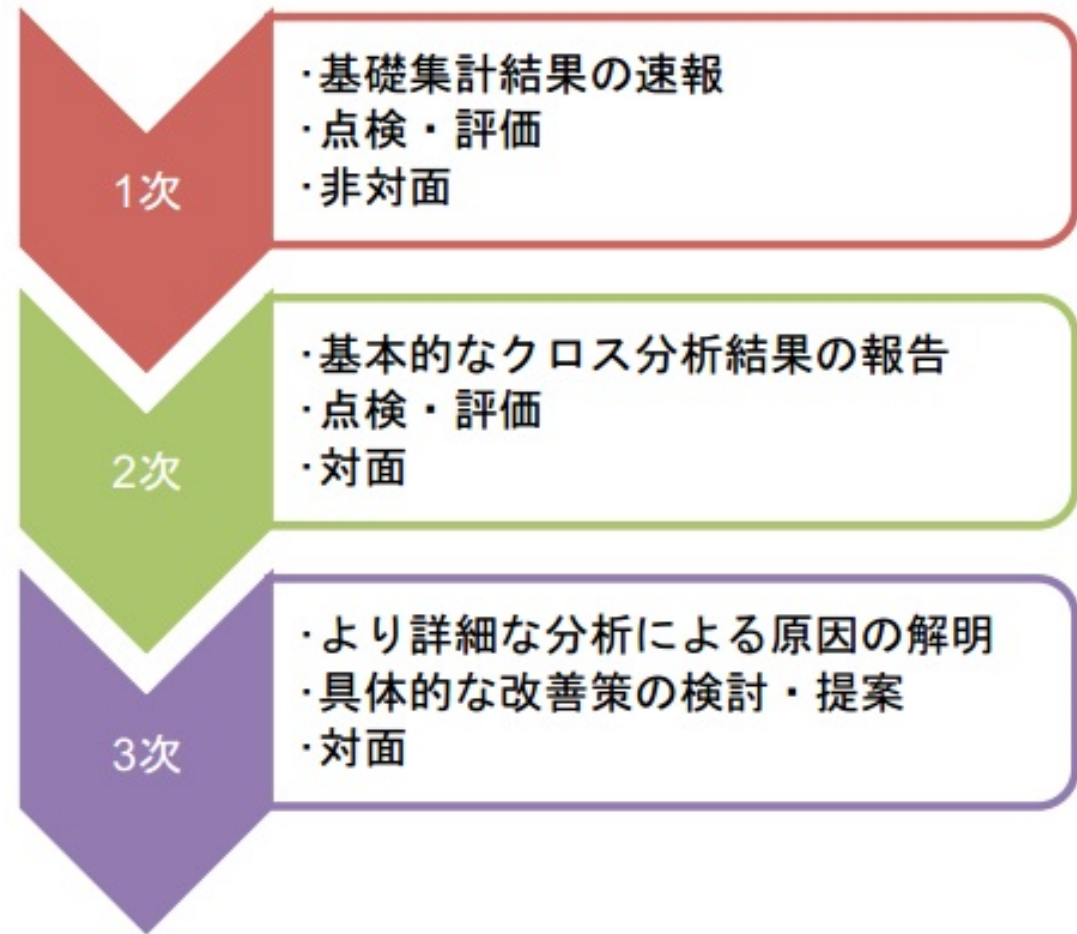 1次
·基礎集計結果の速報
·点検・評価
·非対面
2次
·基本的なクロス分析結果の報告
·点検・評価
·対面
3次
·より詳細な分析による原因の解明
·具体的な改善策の検討・提案
·対面